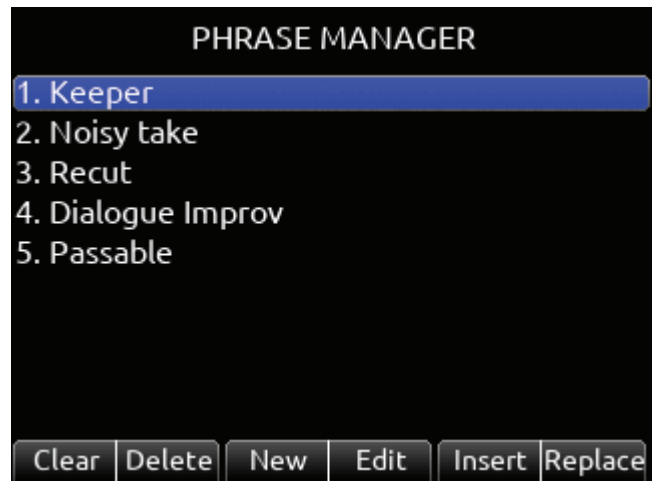 PHRASE MANAGER
1. Keeper
2. Noisy take
3. Recut
4. Dialogue Improv
5. Passable
Clear Delete New Edit Insert Replace